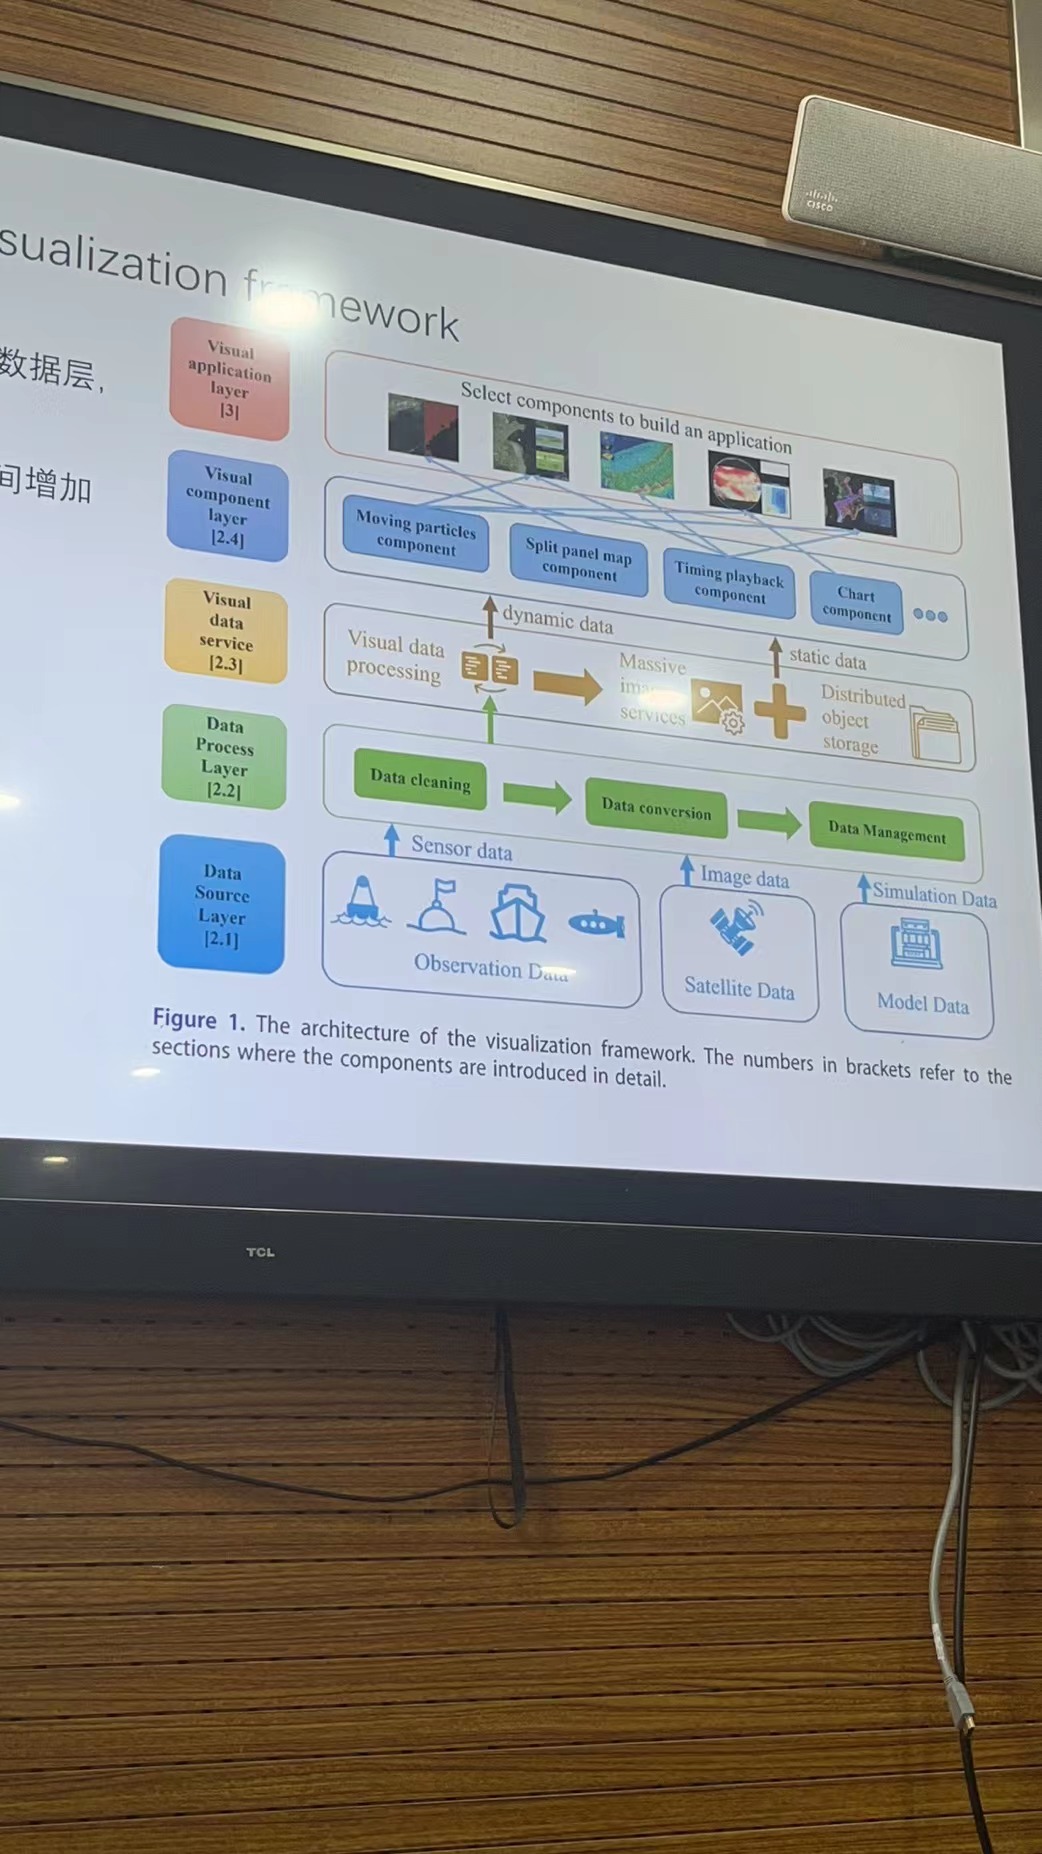 cisco
sualization framework
数据层,
间增加
Visual
application
layer
[3]
Select components to build an application
Visual
component
layer
[2.4]
Moving particles
component
Split panel map
component
Timing playback
component
Chart
component
Visual
data
service
[2.3]
dynamic data
static data
Visual data
processing
Massive
services
Distributed
object
storage
Data
Process
Layer
[2.2]
Data cleaning
Data conversion
Data Management
Data
Source
Layer
[2.1]
Sensor data
Image data
Simulation Data
Observation Data
Satellite Data
Model Data
Figure 1. The architecture of the visualization framework. The numbers in brackets refer to the
sections where the components are introduced in detail.
TCL